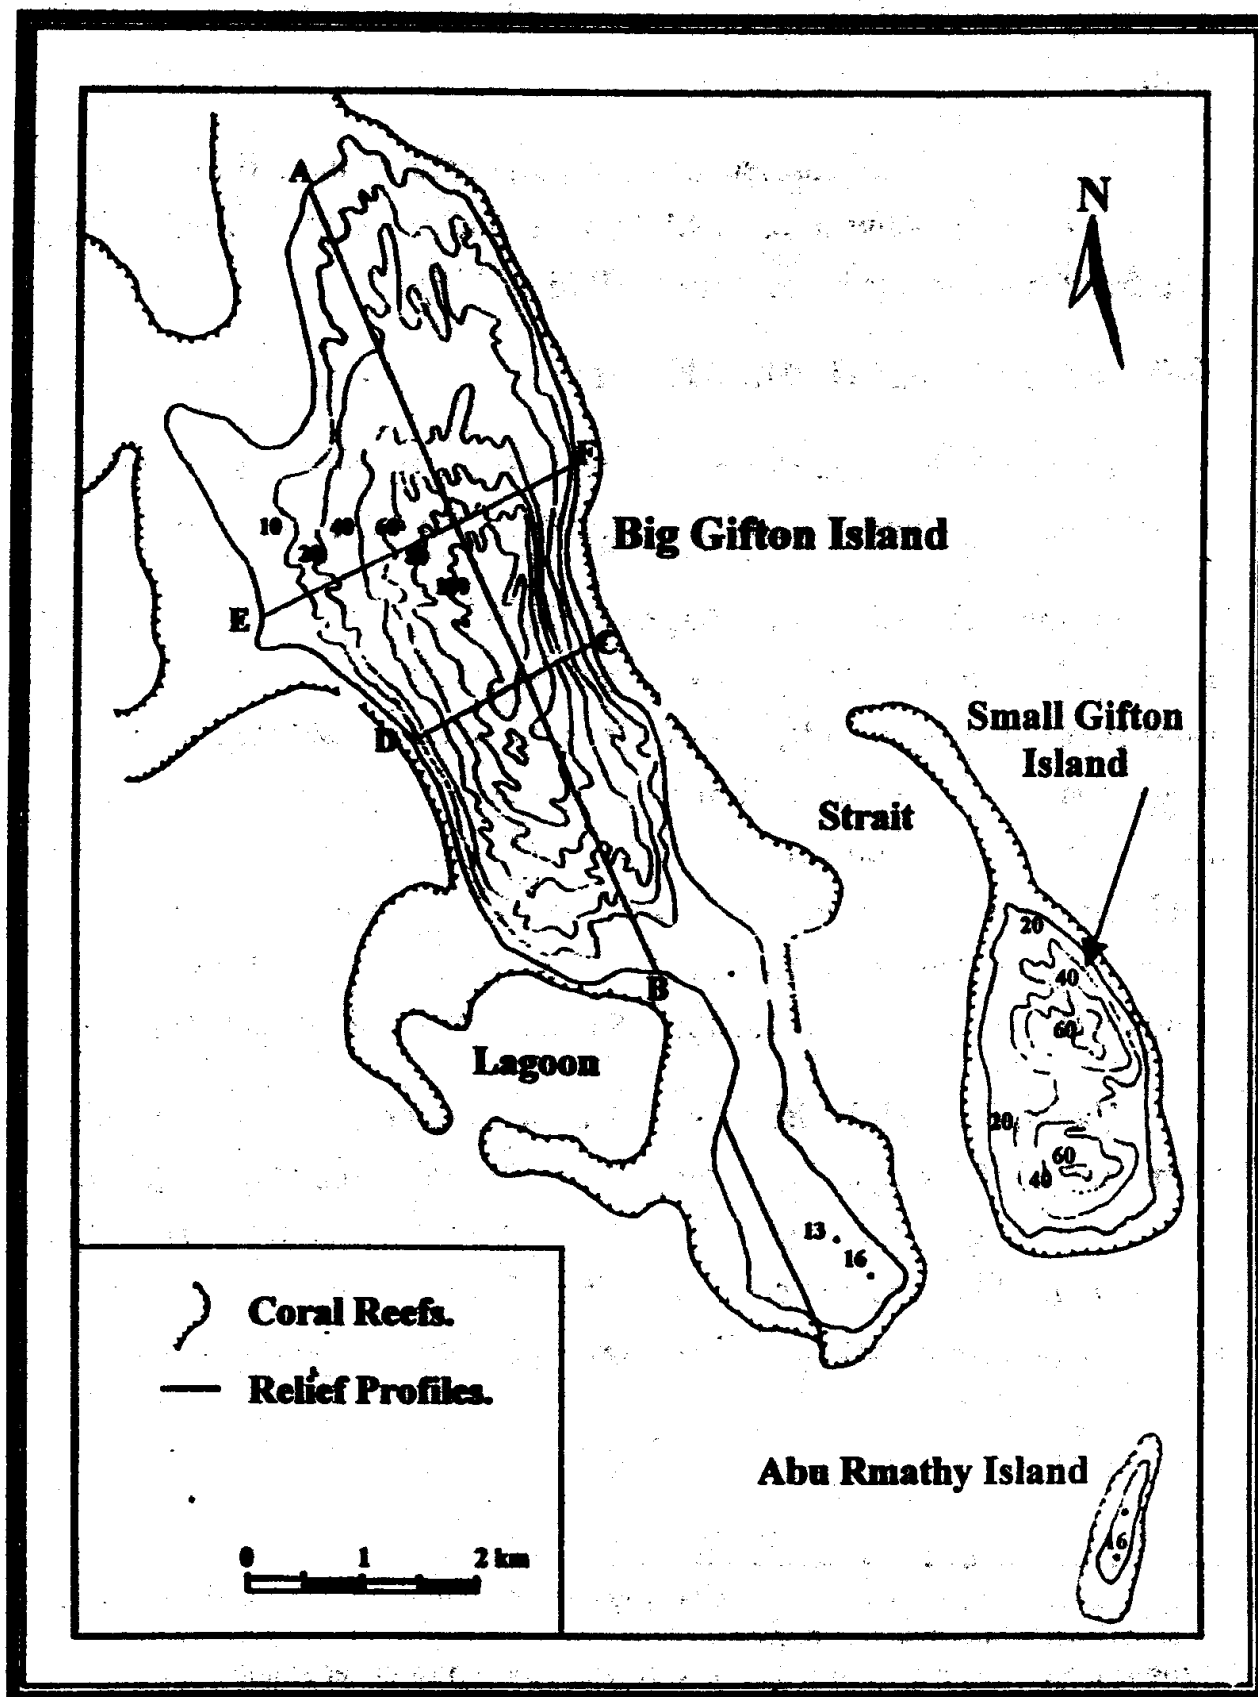 A
N
F
Big Gifton Island
10
40
60
20
80
100
E
C
D
Small Gifton
Island
Strait
20
40
B
60
Lagoon
20
60
40
13
16
Coral Reefs.
Relief Profiles.
Abu Rmathy Island
16
0 1 2 km